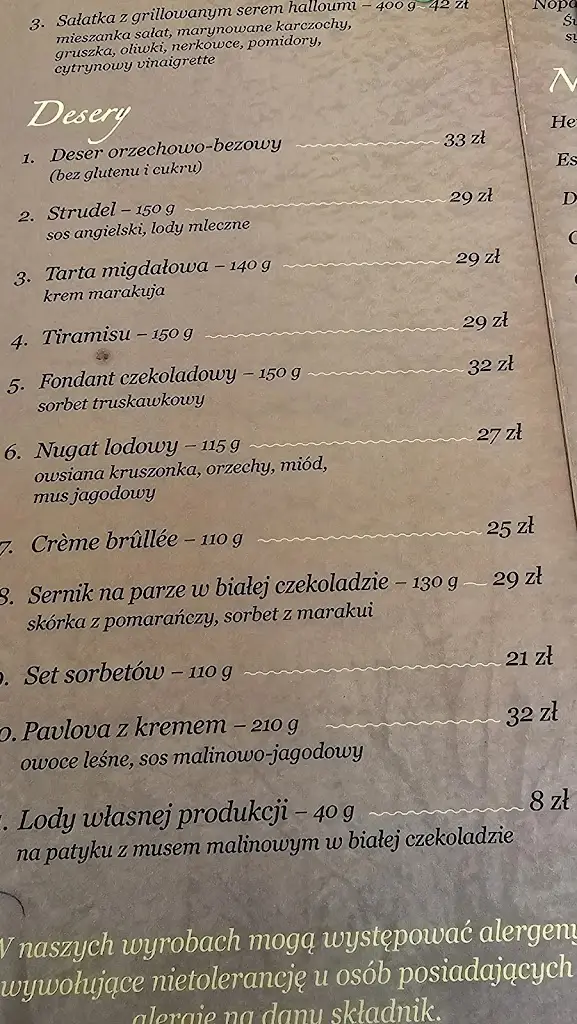 3. Sałatka z grillowanym serem halloumi – 400 g 42 zł
mieszanka sałat, marynowane karczochy,
gruszka, oliwki, nerkowce, pomidory,
cytrynowy vinaigrette
Desery
1. Deser orzechowo-bezowy 33 zł
(bez glutenu i cukru)
2. Strudel – 150 g 29 zł
sos angielski, lody mleczne
3. Tarta migdałowa – 140 g 29 zł
krem marakuja
4. Tiramisu – 150 g 29 zł
5. Fondant czekoladowy – 150 g 32 zł
sorbet truskawkowy
6. Nugat lodowy – 115 g 27 zł
owsiana kruszonka, orzechy, miód,
mus jagodowy
7. Crème brûllée – 110 g 25 zł
8. Sernik na parze w białej czekoladzie – 130 g 29 zł
skórka z pomarańczy, sorbet z marakui
. Set sorbetów – 110 g 21 zł
0. Pavlova z kremem – 210 g 32 zł
owoce leśne, sos malinowo-jagodowy
. Lody własnej produkcji – 40 g 8 zł
na patyku z musem malinowym w białej czekoladzie
W naszych wyrobach mogą występować alergeny
wywołujące nietolerancję u osób posiadających
alergię na dany składnik.
N
He
Es
D